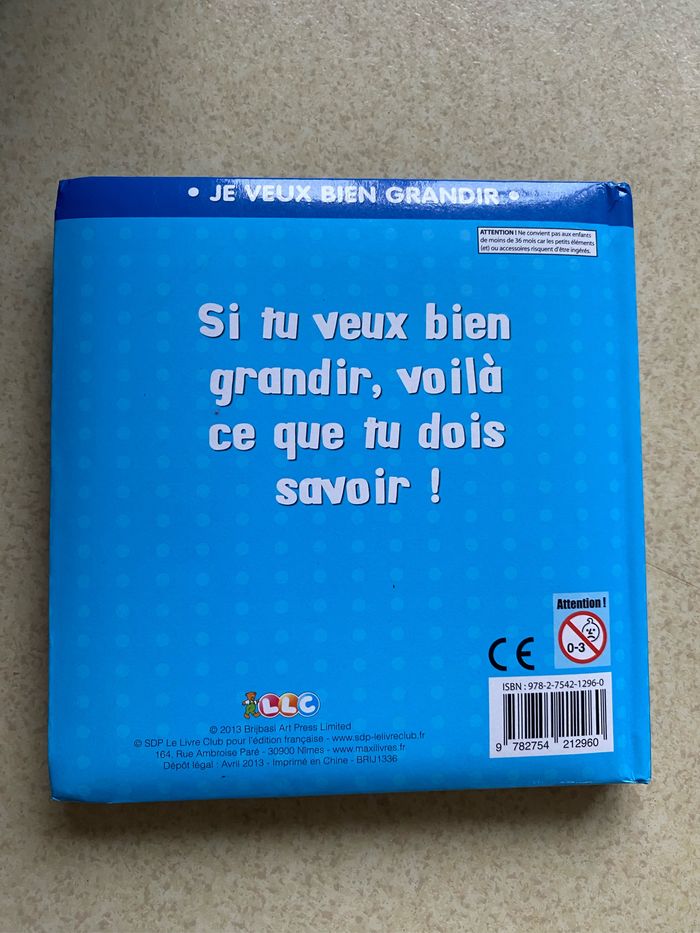 • JE VEUX BIEN GRANDIR •
ATTENTION ! Ne convient pas aux enfants
de moins de 36 mois car les petits éléments
(et) ou accessoires risquent d'être ingérés.
Si tu veux bien
grandir, voilà
ce que tu dois
savoir !
Attention !
0-3
CE
ISBN : 978-2-7542-1296-0
9 782754 212960
LLC
© 2013 Brijbasi Art Press Limited
© SDP Le Livre Club pour l'édition française - www.sdp-lelivreclub.fr
164, Rue Ambroise Paré - 30900 Nîmes - www.maxilivres.fr
Dépôt légal : Avril 2013 - Imprimé en Chine - BRIJ1336